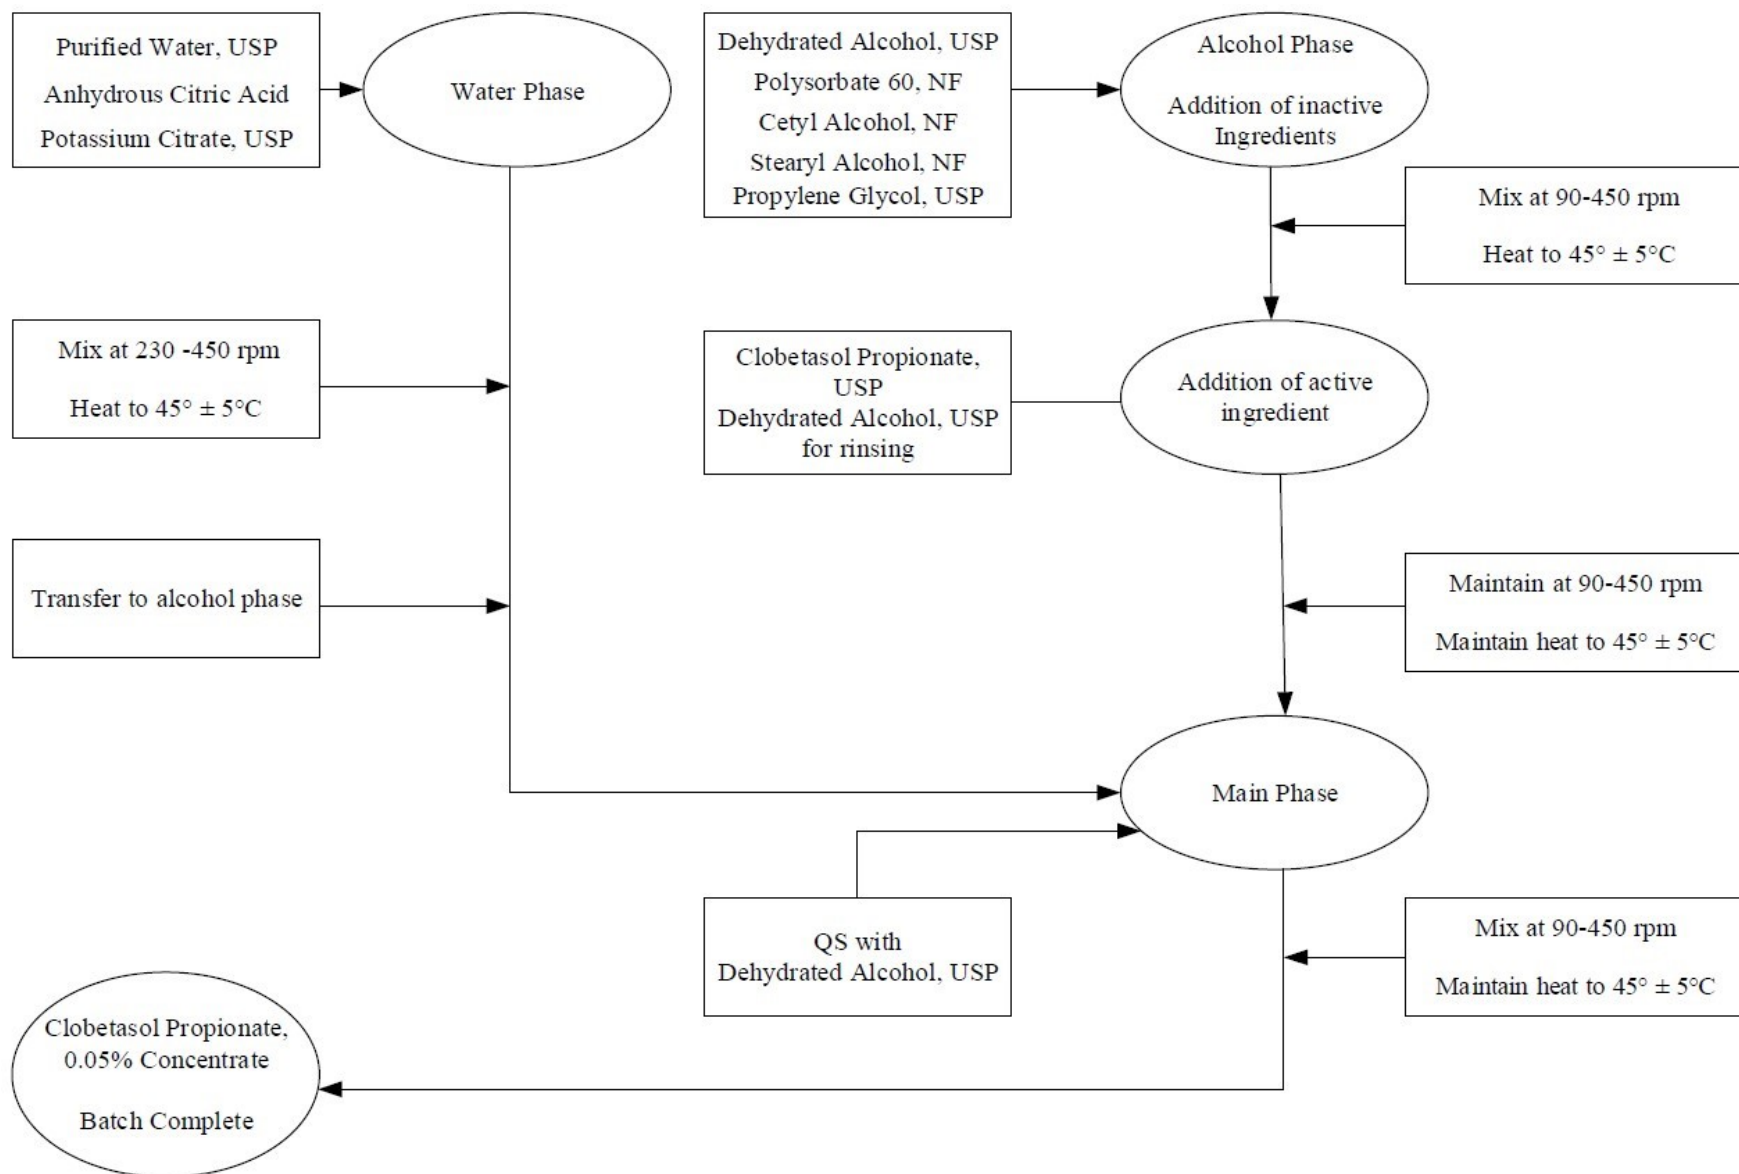 Purified Water, USP
Anhydrous Citric Acid
Potassium Citrate, USP
Water Phase
Dehydrated Alcohol, USP
Polysorbate 60, NF
Cetyl Alcohol, NF
Stearyl Alcohol, NF
Propylene Glycol, USP
Alcohol Phase
Addition of inactive
Ingredients
Mix at 90-450 rpm
Heat to 45° ± 5°C
Mix at 230 -450 rpm
Heat to 45° ± 5°C
Clobetasol Propionate,
USP
Dehydrated Alcohol, USP
for rinsing
Addition of active
ingredient
Transfer to alcohol phase
Maintain at 90-450 rpm
Maintain heat to 45° ± 5°C
Main Phase
QS with
Dehydrated Alcohol, USP
Mix at 90-450 rpm
Maintain heat to 45° ± 5°C
Clobetasol Propionate,
0.05% Concentrate
Batch Complete